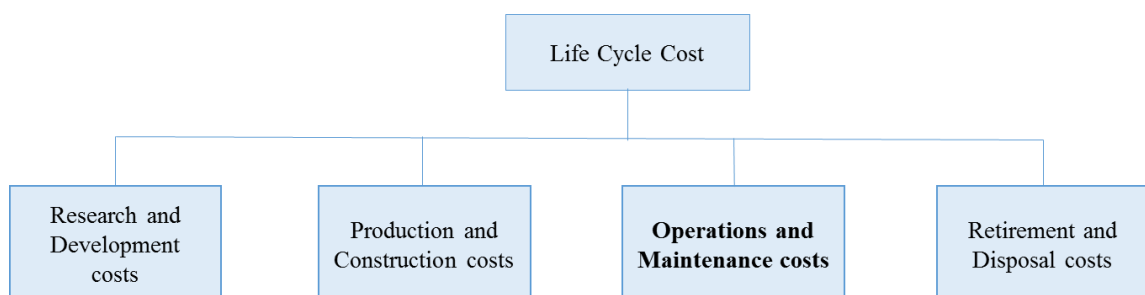 Life Cycle Cost
Research and
Development
costs
Production and
Construction costs
Operations and
Maintenance costs
Retirement and
Disposal costs